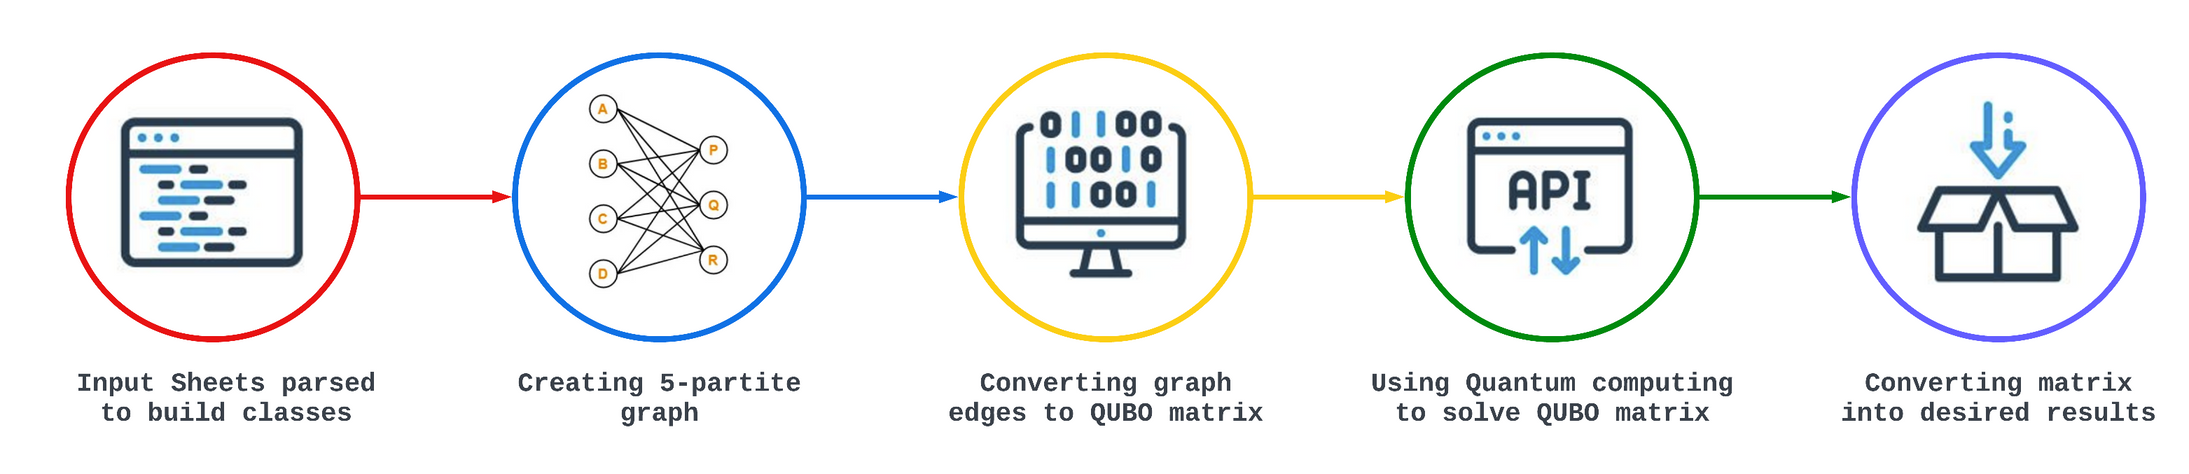 A
B
C
D
P
Q
R
0 1 1 0 0
1 0 0 1 0
1 1 0 0 1
API
Input Sheets parsed
to build classes
Creating 5-partite
graph
Converting graph
edges to QUBO matrix
Using Quantum computing
to solve QUBO matrix
Converting matrix
into desired results